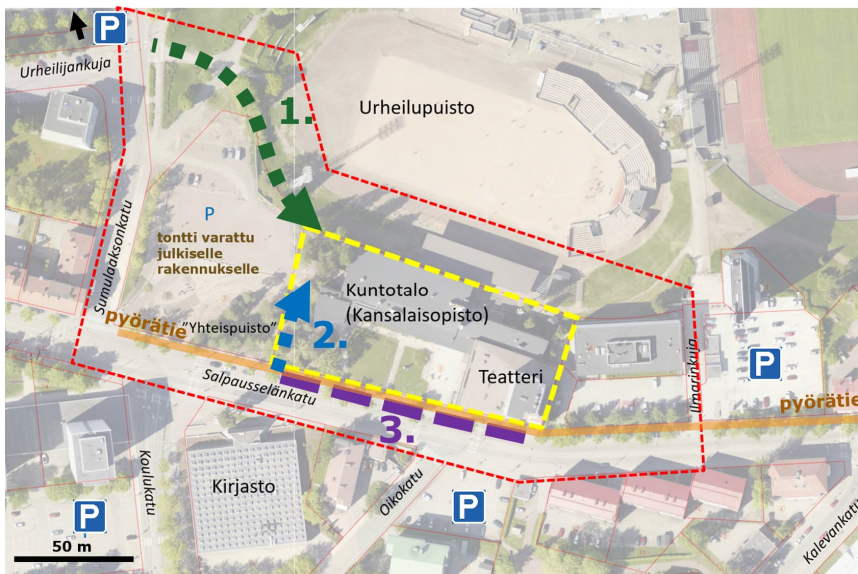 P
Urheilijankuja
1.
Urheilupuisto
Sumulaaksonkatu
P
tontti varattu
julkiselle
rakennukselle
Kuntotalo
(Kansalaisopisto)
pyörätie
"Yhteispuisto"
2.
Teatteri
Ilmarinkuja
P
Salpausselänkatu
pyörätie
3.
Koulukatu
Kirjasto
Oikokatu
P
P
Kalevankatu
50 m